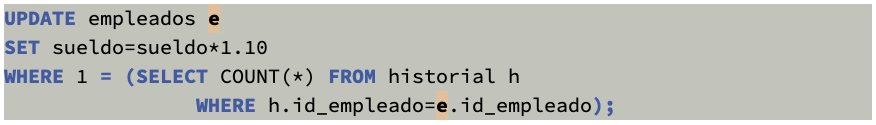 UPDATE empleados e
SET sueldo=sueldo*1.10
WHERE 1 = (SELECT COUNT(*) FROM historial h
WHERE h.id_empleado=e.id_empleado);